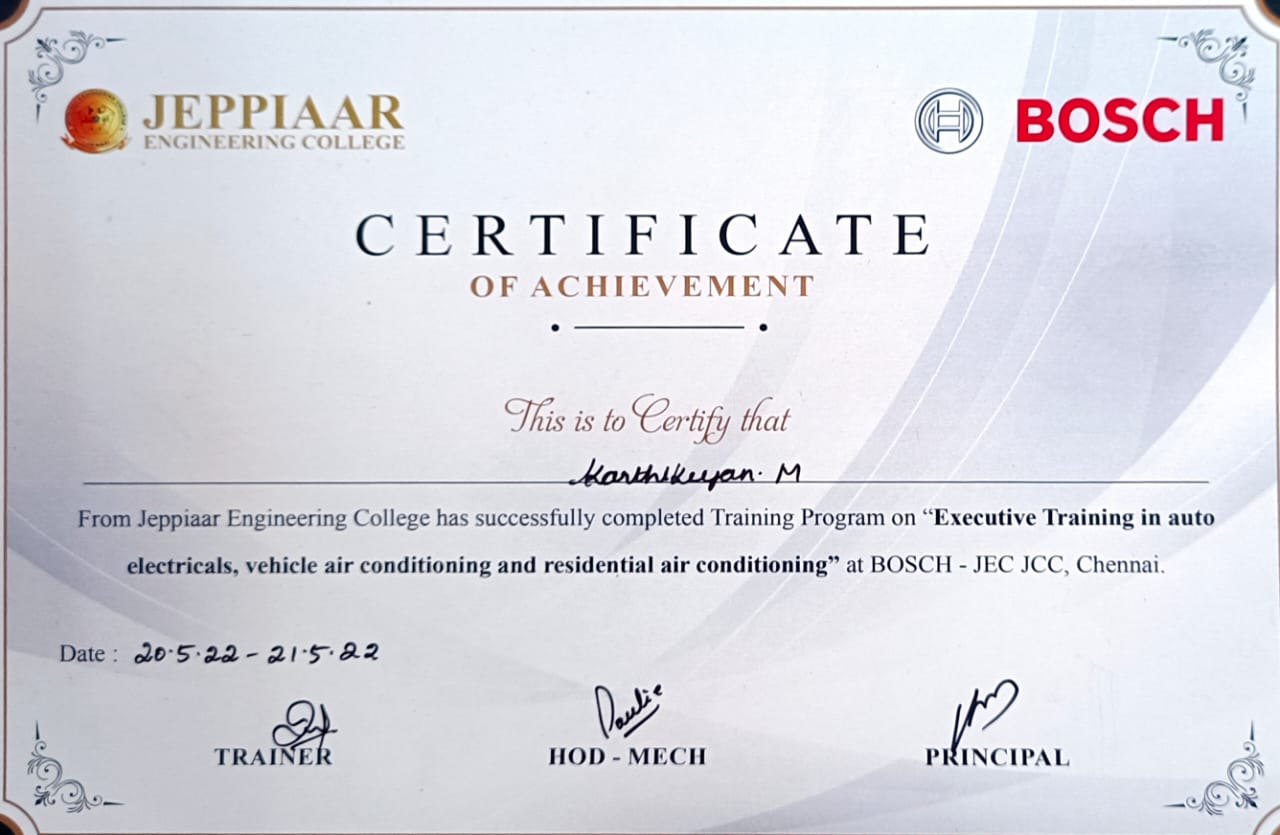 JEPPIAAR
ENGINEERING COLLEGE
BOSCH
CERTIFICATE
OF ACHIEVEMENT
This is to Certify that
Karthikeyan. M
From Jeppiaar Engineering College has successfully completed Training Program on “Executive Training in auto
electricals, vehicle air conditioning and residential air conditioning” at BOSCH - JEC JCC, Chennai.
Date : 20.5.22 - 21.5.22
TRAINER
HOD - MECH
PRINCIPAL